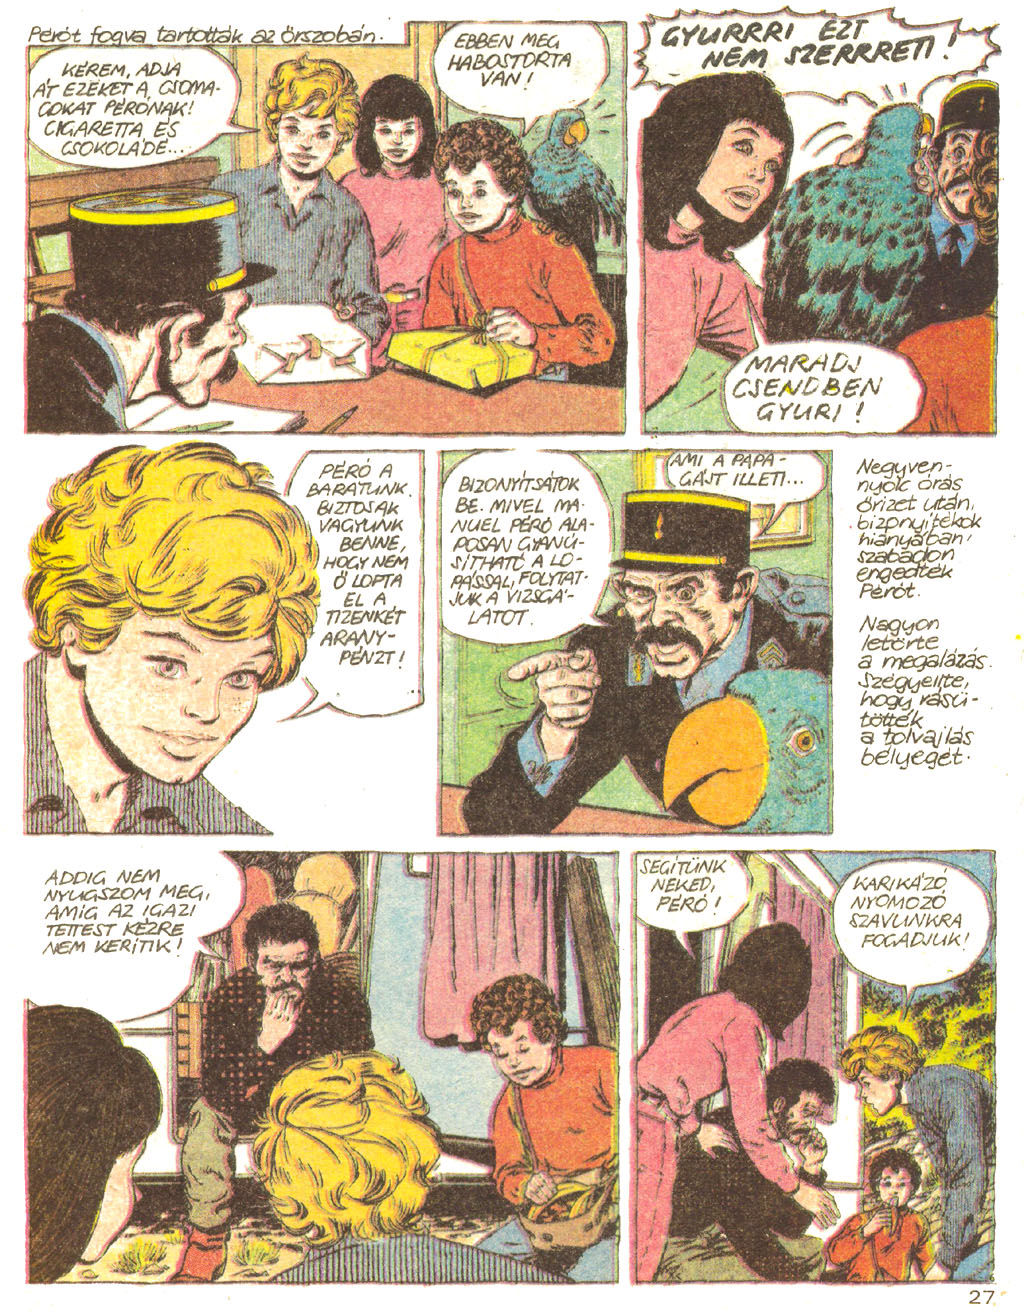 Pérót fogva tartották az őrszobán.
KÉREM, ADJA
ÁT EZEKET A CSOMA-
GOKAT PÉRÓNAK!
CIGARETTA ÉS
CSOKOLÁDÉ...
EBBEN MEG
HABOSTORTA
VAN!
GYURRRI EZT
NEM SZERRRETI!
MARADJ
CSENDBEN
GYURI!
PÉRÓ A
BARÁTUNK.
BIZTOSAK
VAGYUNK
BENNE,
HOGY NEM
Ő LOPTA
EL A
TIZENKÉT
ARANY-
PÉNZT!
BIZONYÍTSÁTOK
BE. MIVEL MA-
NUEL PÉRÓ ALA-
POSAN GYANÚ-
SÍTHATÓ A LO-
PÁSSAL, FOLYTAT-
JUK A VIZSGÁ-
LATOT.
AMI A PAPA-
GÁJT ILLETI...
Negyven-
nyolc órás
őrizet után,
bizonyítékok
hiányában,
szabadon
engedték
Pérót.
Nagyon
letörte
a megalázás.
Szégyellte,
hogy rásü-
tötték
a tolvajlás
bélyegét.
ADDIG NEM
NYUGSZOM MEG,
AMÍG AZ IGAZI
TETTEST KÉZRE
NEM KERÍTIK!
SEGÍTÜNK
NEKED,
PÉRÓ!
KARIKÁZÓ
NYOMOZÓ
SZAVUNKRA
FOGADJUK!
27